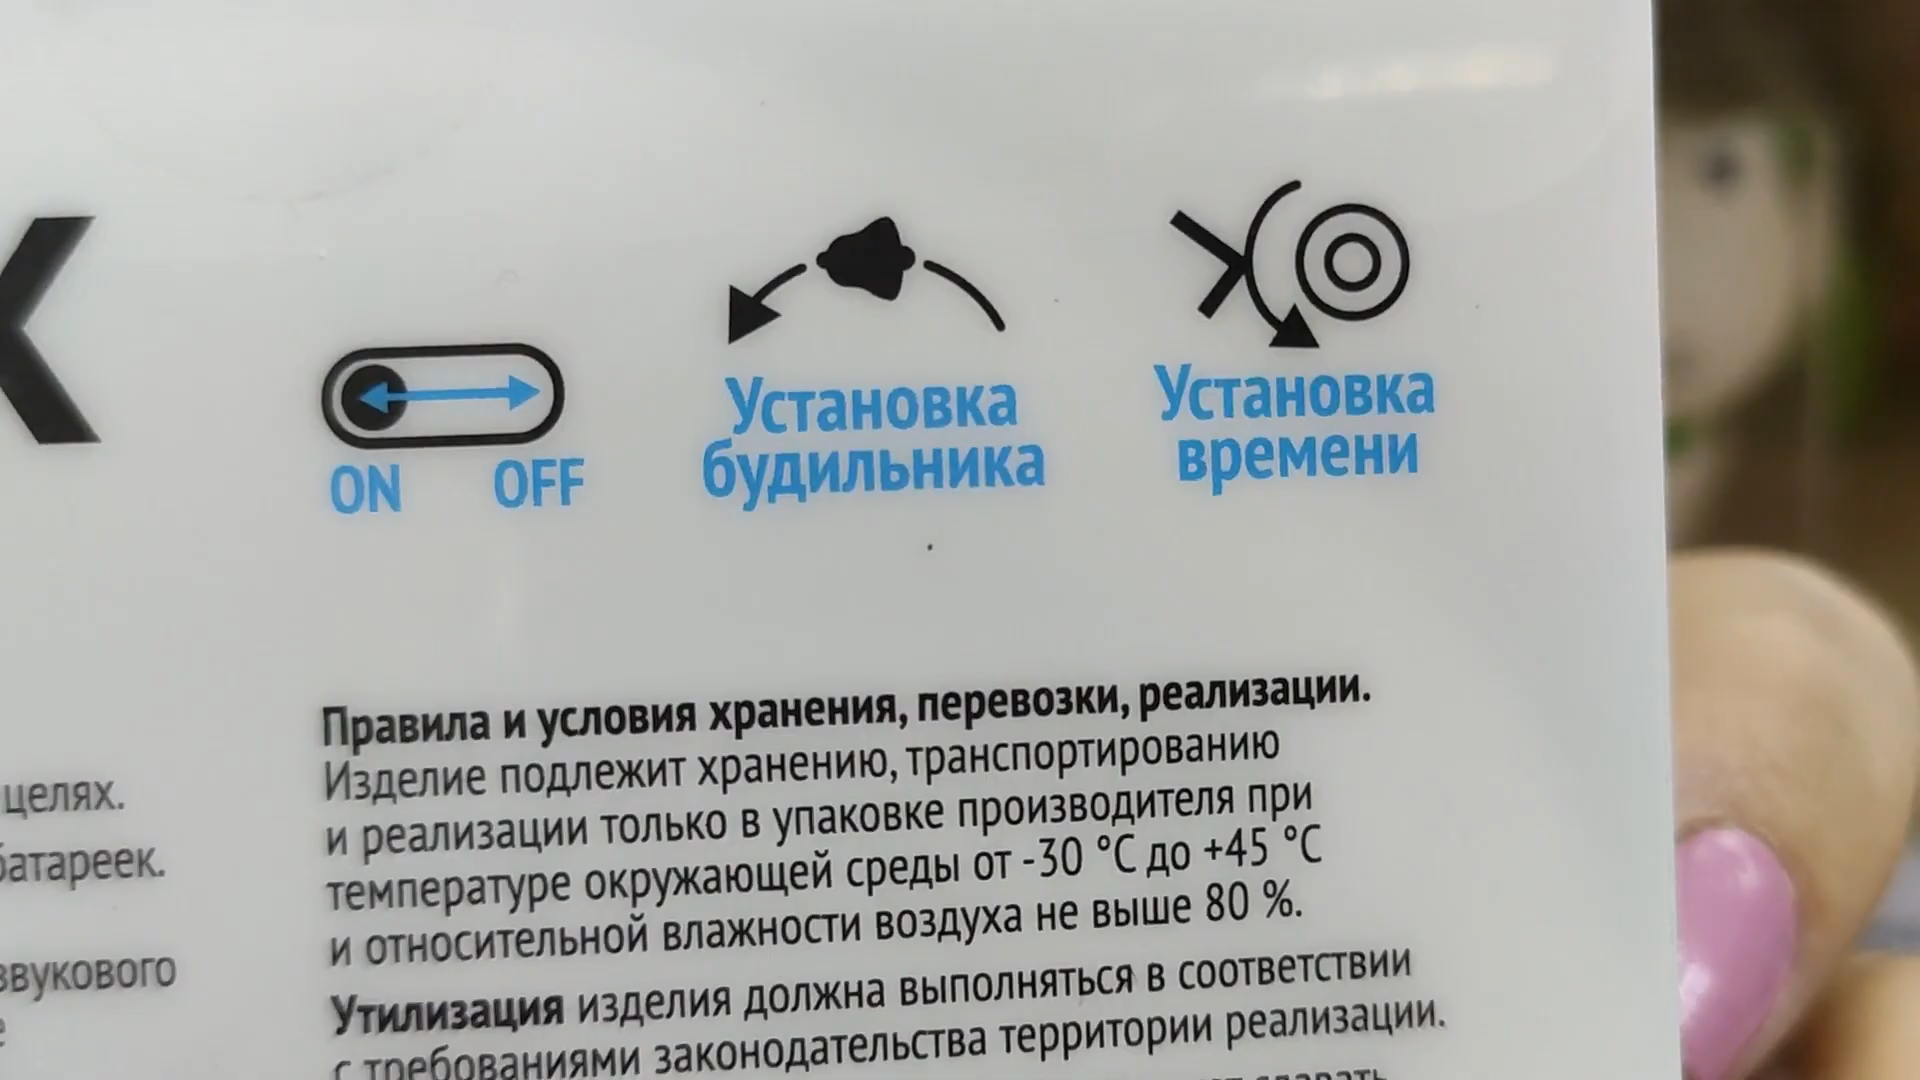 ON OFF
Установка
будильника
Установка
времени
целях.
батареек.
звукового
Правила и условия хранения, перевозки, реализации.
Изделие подлежит хранению, транспортированию
и реализации только в упаковке производителя при
температуре окружающей среды от -30 °C до +45 °C
и относительной влажности воздуха не выше 80 %.
Утилизация изделия должна выполняться в соответствии
с требованиями законодательства территории реализации.